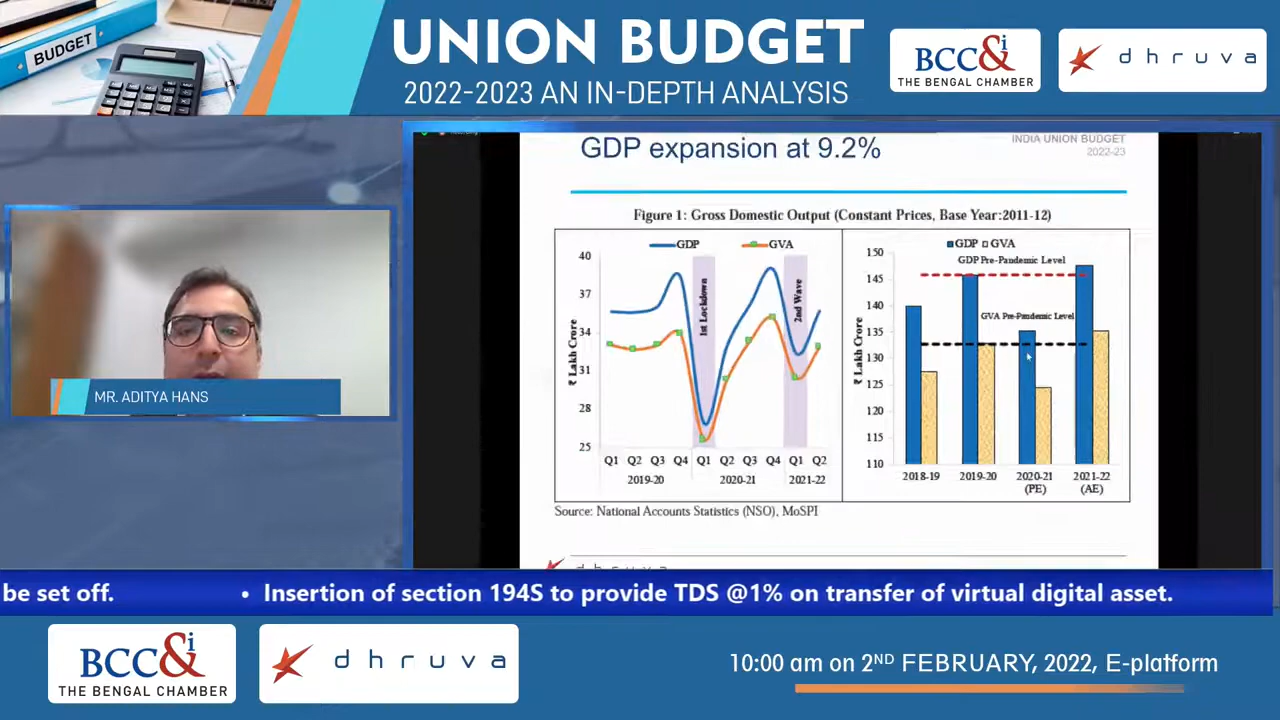 BUDGET
UNION BUDGET
2022-2023 AN IN-DEPTH ANALYSIS
BCC&i
THE BENGAL CHAMBER
dhruva
GDP expansion at 9.2%
INDIA UNION BUDGET
2022-23
Figure 1: Gross Domestic Output (Constant Prices, Base Year:2011-12)
GDP GVA
40
37
34
31
28
25
₹ Lakh Crore
1st Lockdown
2nd Wave
Q1 Q2 Q3 Q4 Q1 Q2 Q3 Q4 Q1 Q2
2019-20 2020-21 2021-22
GDP GVA
GDP Pre-Pandemic Level
GVA Pre-Pandemic Level
150
145
140
135
130
125
120
115
110
₹ Lakh Crore
2018-19 2019-20 2020-21 2021-22
(PE) (AE)
Source: National Accounts Statistics (NSO), MoSPI
MR. ADITYA HANS
be set off. • Insertion of section 194S to provide TDS @1% on transfer of virtual digital asset.
BCC&i
THE BENGAL CHAMBER
dhruva
10:00 am on 2ND FEBRUARY, 2022, E-platform